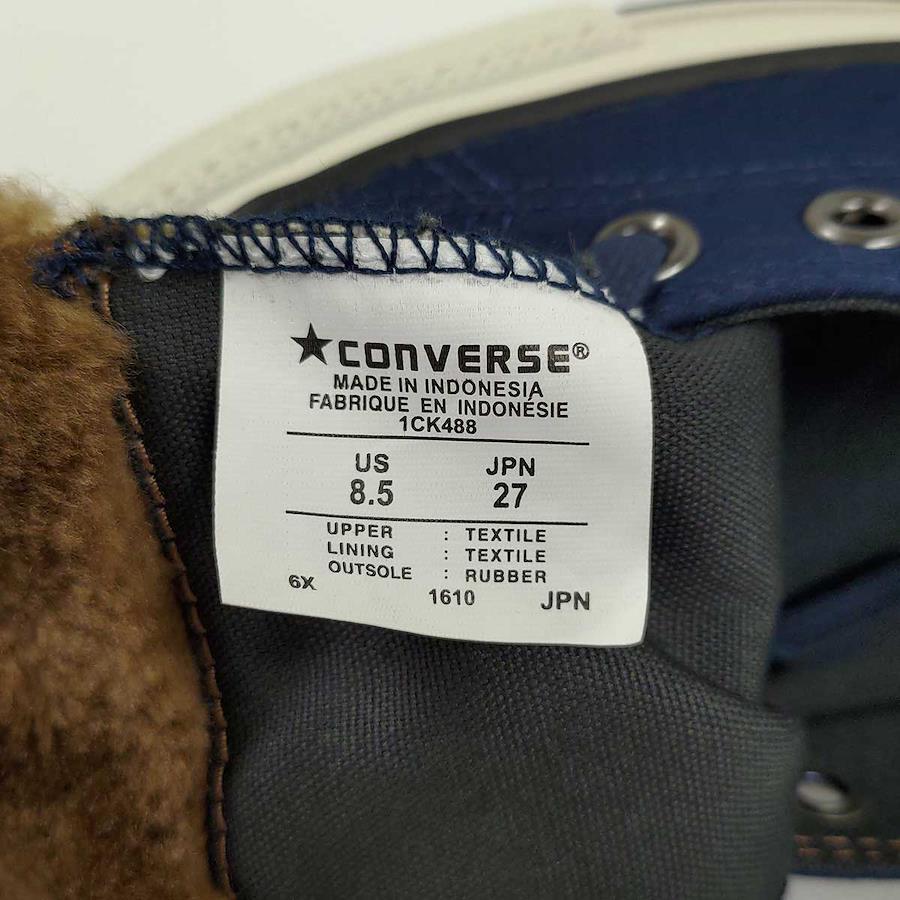 ★CONVERSE®
MADE IN INDONESIA
FABRIQUE EN INDONÉSIE
1CK488
US JPN
8.5 27
UPPER : TEXTILE
LINING : TEXTILE
OUTSOLE : RUBBER
6X 1610 JPN